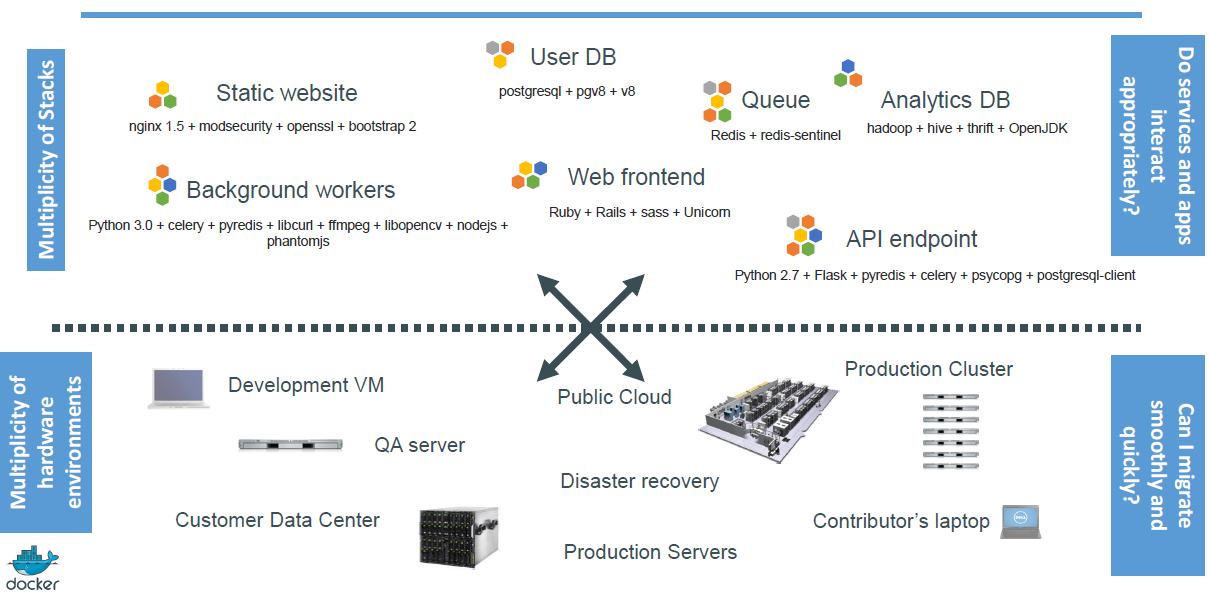 Multiplicity of Stacks
Static website
nginx 1.5 + modsecurity + openssl + bootstrap 2
User DB
postgresql + pgv8 + v8
Queue
Redis + redis-sentinel
Analytics DB
hadoop + hive + thrift + OpenJDK
Background workers
Python 3.0 + celery + pyredis + libcurl + ffmpeg + libopencv + nodejs +
phantomjs
Web frontend
Ruby + Rails + sass + Unicorn
API endpoint
Python 2.7 + Flask + pyredis + celery + psycopg + postgresql-client
Do services and apps
interact
appropriately?
Multiplicity of
hardware
environments
Development VM
QA server
Customer Data Center
Public Cloud
Disaster recovery
Production Servers
Production Cluster
Contributor's laptop
DELL
Can I migrate
smoothly and
quickly?
docker